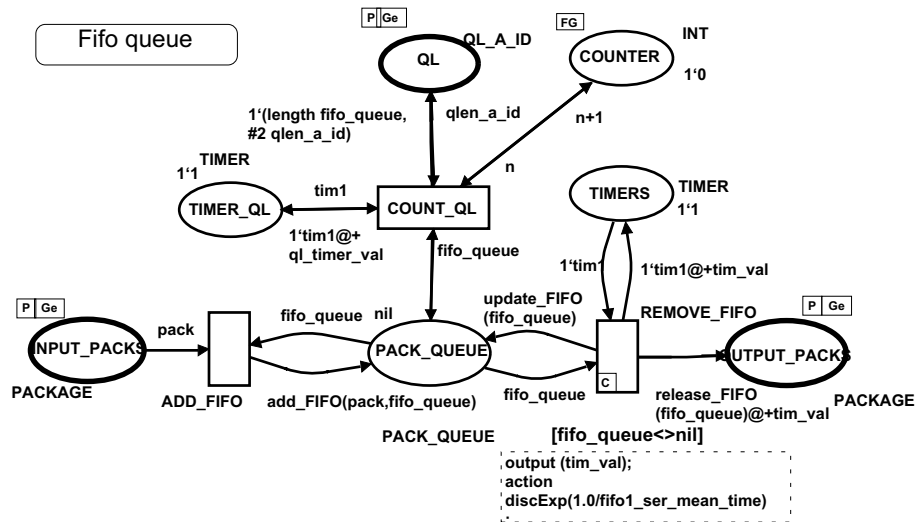 Fifo queue
P Ge
QL_A_ID
QL
FG
INT
COUNTER
1'0
1'(length fifo_queue,
#2 qlen_a_id)
qlen_a_id
n+1
n
TIMER
1'1
TIMER_QL
tim1
COUNT_QL
1'tim1@+
ql_timer_val
fifo_queue
TIMERS
TIMER
1'1
1'tim1
1'tim1@+tim_val
P Ge
INPUT_PACKS
PACKAGE
pack
ADD_FIFO
fifo_queue
nil
PACK_QUEUE
add_FIFO(pack,fifo_queue)
update_FIFO
(fifo_queue)
fifo_queue
REMOVE_FIFO
C
P Ge
OUTPUT_PACKS
release_FIFO
(fifo_queue)@+tim_val
PACKAGE
PACK_QUEUE
[fifo_queue<>nil]
output (tim_val);
action
discExp(1.0/fifo1_ser_mean_time)